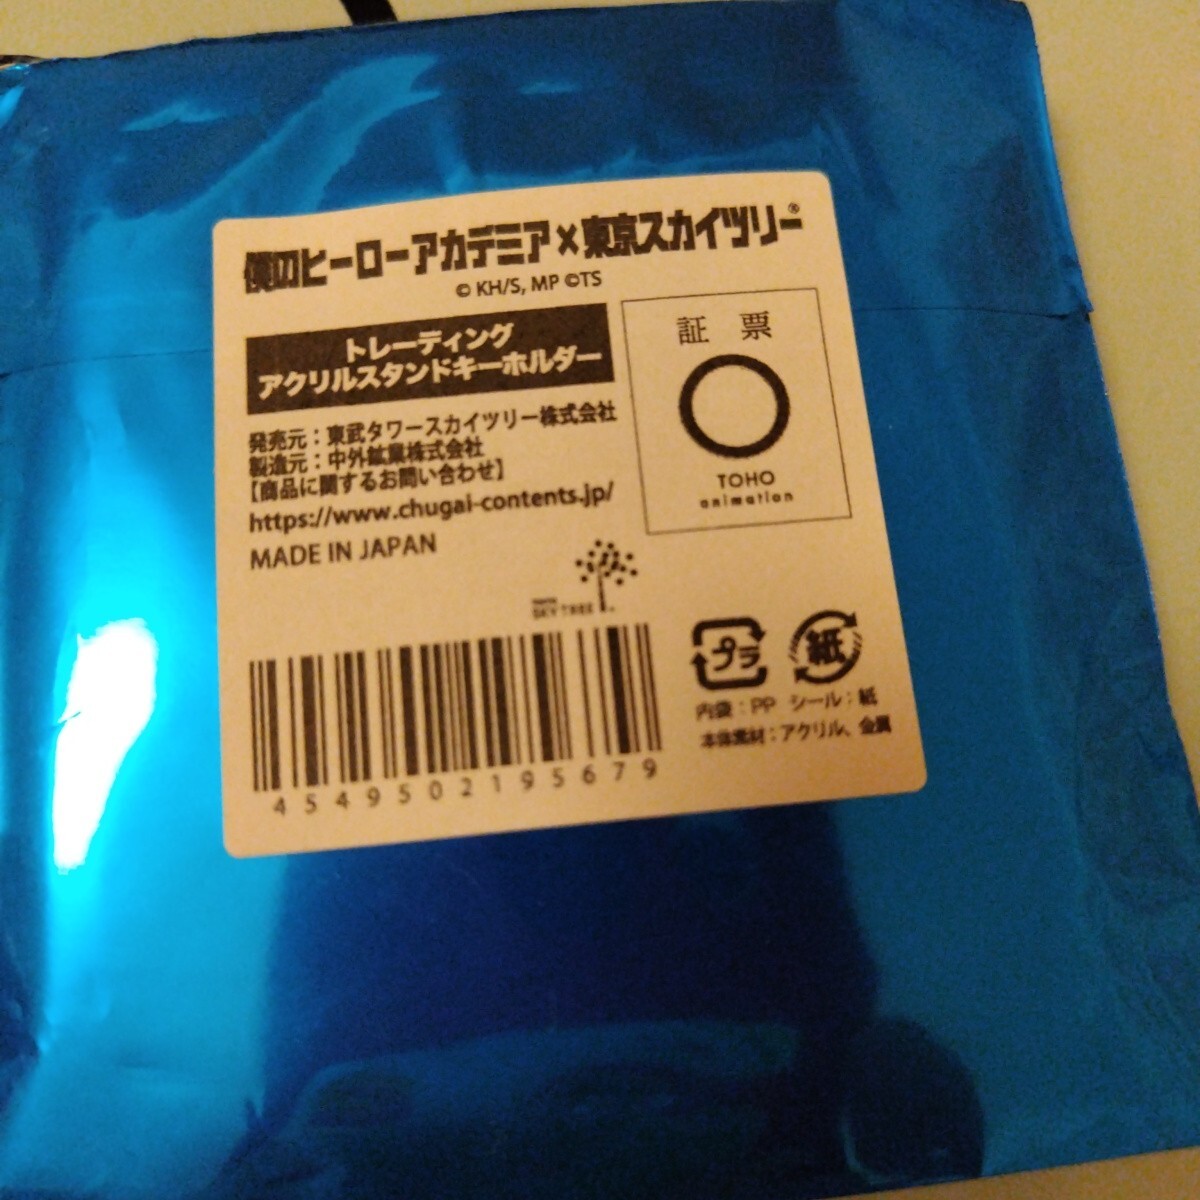 僕のヒーローアカデミア×東京スカイツリー®
© KH/S, MP ©TS
トレーディング
アクリルスタンドキーホルダー
発売元：東武タワースカイツリー株式会社
製造元：中外鉱業株式会社
【商品に関するお問い合わせ】
https://www.chugai-contents.jp/
MADE IN JAPAN
証票
TOHO
animation
SKY TREE
プラ
紙
内袋：PP シール：紙
本体素材：アクリル、金属
4549502195679